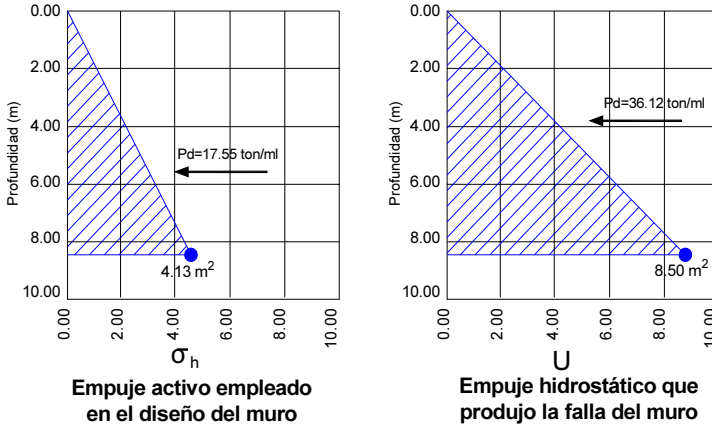 0.00
2.00
4.00
6.00
8.00
10.00
Profundidad (m)
Pd=17.55 ton/ml
4.13 m²
0.00 2.00 4.00 6.00 8.00 10.00
σh
Empuje activo empleado
en el diseño del muro
0.00
2.00
4.00
6.00
8.00
10.00
Profundidad (m)
Pd=36.12 ton/ml
8.50 m²
0.00 2.00 4.00 6.00 8.00 10.00
U
Empuje hidrostático que
produjo la falla del muro